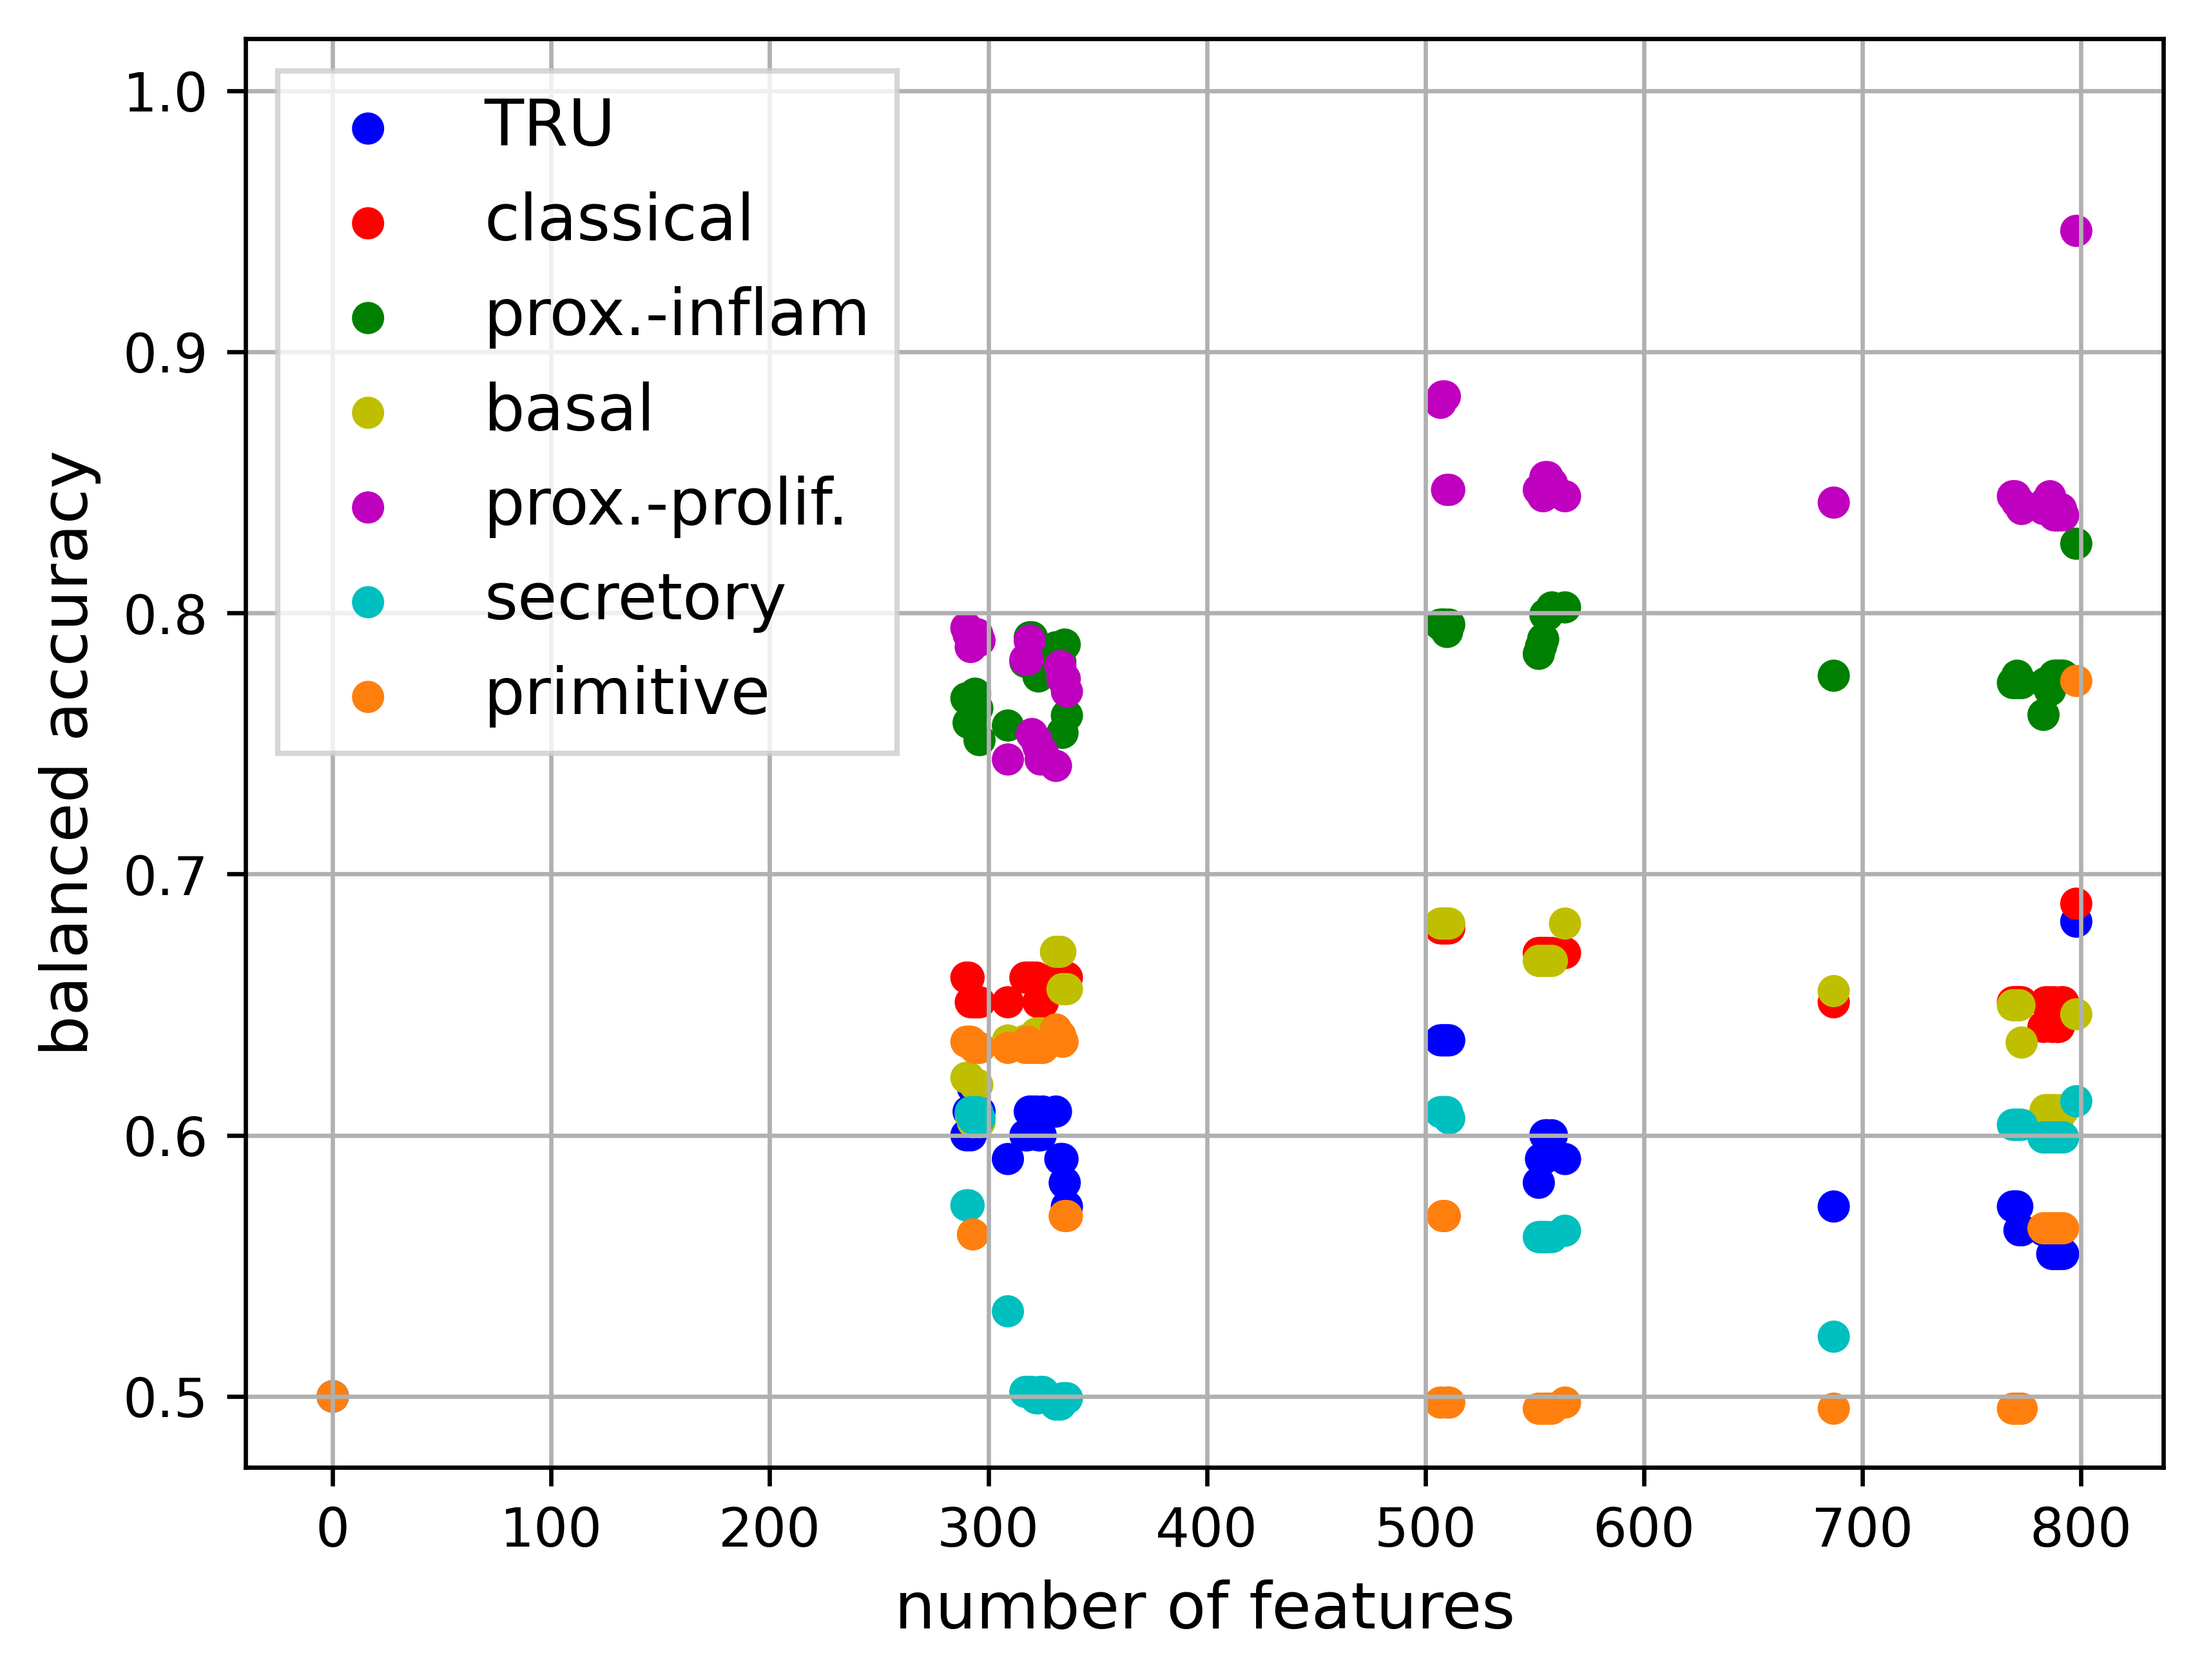 1.0
0.9
0.8
0.7
0.6
0.5
balanced accuracy
TRU
classical
prox.-inflam
basal
prox.-prolif.
secretory
primitive
0 100 200 300 400 500 600 700 800
number of features